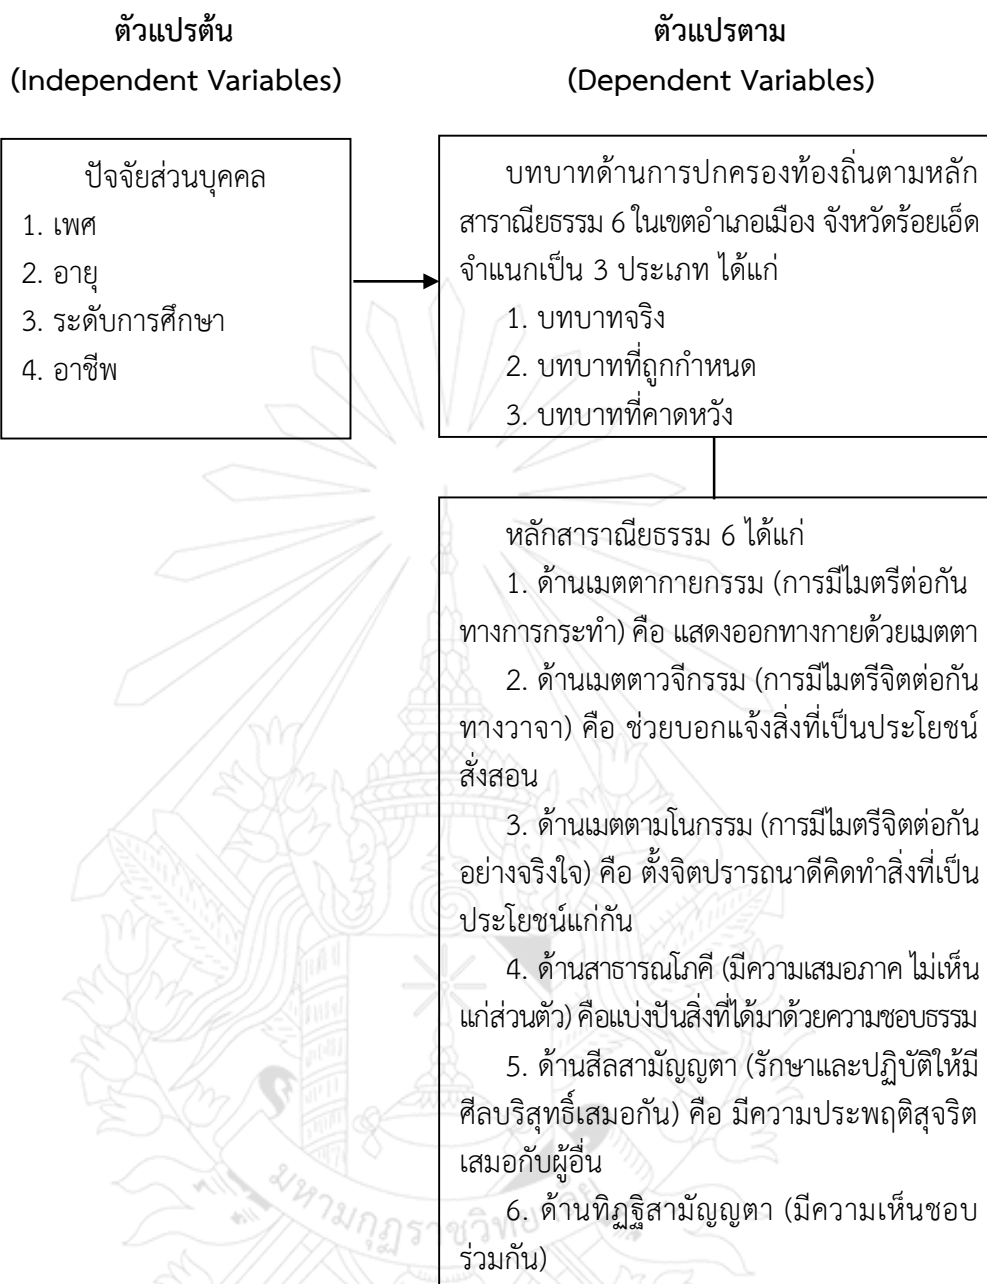 ตัวแปรต้น
(Independent Variables)
ตัวแปรตาม
(Dependent Variables)
ปัจจัยส่วนบุคคล
1. เพศ
2. อายุ
3. ระดับการศึกษา
4. อาชีพ
บทบาทด้านการปกครองท้องถิ่นตามหลัก
สาราณียธรรม 6 ในเขตอำเภอเมือง จังหวัดร้อยเอ็ด
จำแนกเป็น 3 ประเภท ได้แก่
1. บทบาทจริง
2. บทบาทที่ถูกกำหนด
3. บทบาทที่คาดหวัง
หลักสาราณียธรรม 6 ได้แก่
1. ด้านเมตตากายกรรม (การมีไมตรีต่อกัน
ทางการกระทำ) คือ แสดงออกทางกายด้วยเมตตา
2. ด้านเมตตาวจีกรรม (การมีไมตรีจิตต่อกัน
ทางวาจา) คือ ช่วยบอกแจ้งสิ่งที่เป็นประโยชน์
สั่งสอน
3. ด้านเมตตามโนกรรม (การมีไมตรีจิตต่อกัน
อย่างจริงใจ) คือ ตั้งจิตปรารถนาดีคิดทำสิ่งที่เป็น
ประโยชน์แก่กัน
4. ด้านสาธารณโภคี (มีความเสมอภาค ไม่เห็น
แก่ส่วนตัว) คือแบ่งปันสิ่งที่ได้มาด้วยความชอบธรรม
5. ด้านสีลสามัญญตา (รักษาและปฏิบัติให้มี
ศีลบริสุทธิ์เสมอกัน) คือ มีความประพฤติสุจริต
เสมอกับผู้อื่น
6. ด้านทิฏฐิสามัญญตา (มีความเห็นชอบ
ร่วมกัน)